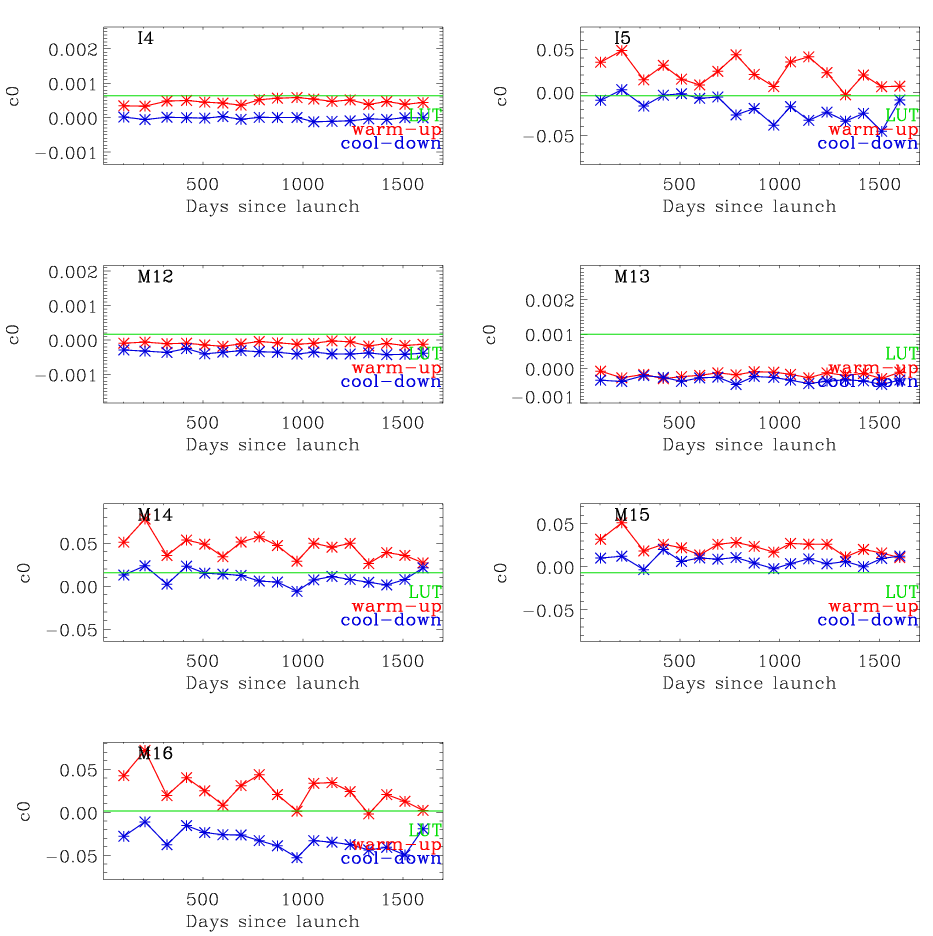 I4
c0
0.002
0.001
0.000
−0.001
LUT
warm−up
cool−down
500 1000 1500
Days since launch
I5
c0
0.05
0.00
−0.05
LUT
warm−up
cool−down
500 1000 1500
Days since launch
M12
c0
0.002
0.001
0.000
−0.001
LUT
warm−up
cool−down
500 1000 1500
Days since launch
M13
c0
0.002
0.001
0.000
−0.001
LUT
warm−up
cool−down
500 1000 1500
Days since launch
M14
c0
0.05
0.00
−0.05
LUT
warm−up
cool−down
500 1000 1500
Days since launch
M15
c0
0.05
0.00
−0.05
LUT
warm−up
cool−down
500 1000 1500
Days since launch
M16
c0
0.05
0.00
−0.05
LUT
warm−up
cool−down
500 1000 1500
Days since launch